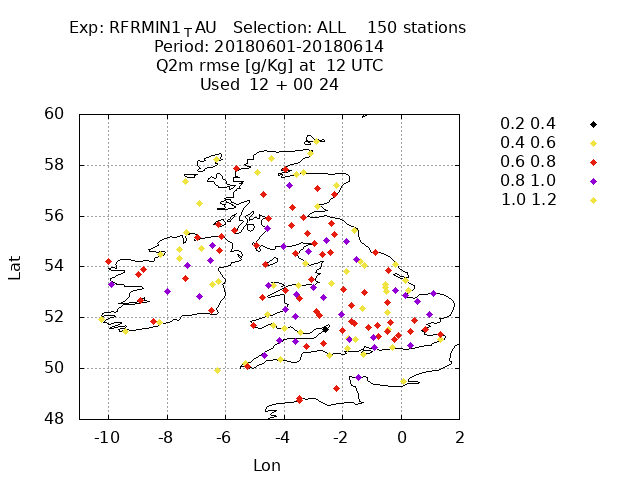 Exp: RFRMIN1_TAU Selection: ALL 150 stations
Period: 20180601-20180614
Q2m rmse [g/Kg] at 12 UTC
Used 12 + 00 24
60
58
56
54
52
50
48
-10 -8 -6 -4 -2 0 2
Lat
Lon
0.2 0.4
0.4 0.6
0.6 0.8
0.8 1.0
1.0 1.2